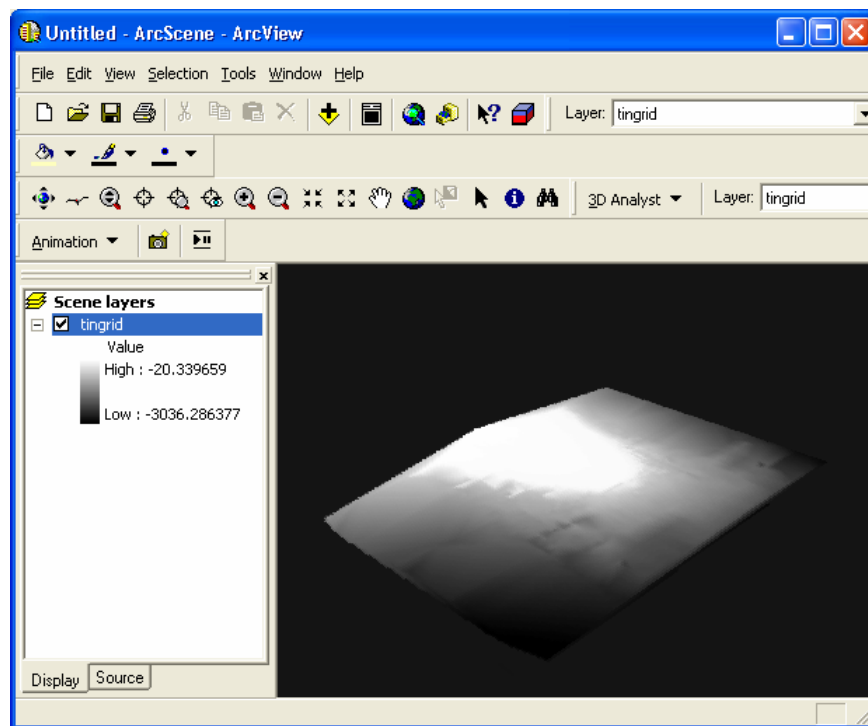 Untitled - ArcScene - ArcView
File Edit View Selection Tools Window Help
Layer: tingrid
3D Analyst Layer: tingrid
Animation
Scene layers
tingrid
Value
High : -20.339659
Low : -3036.286377
Display Source